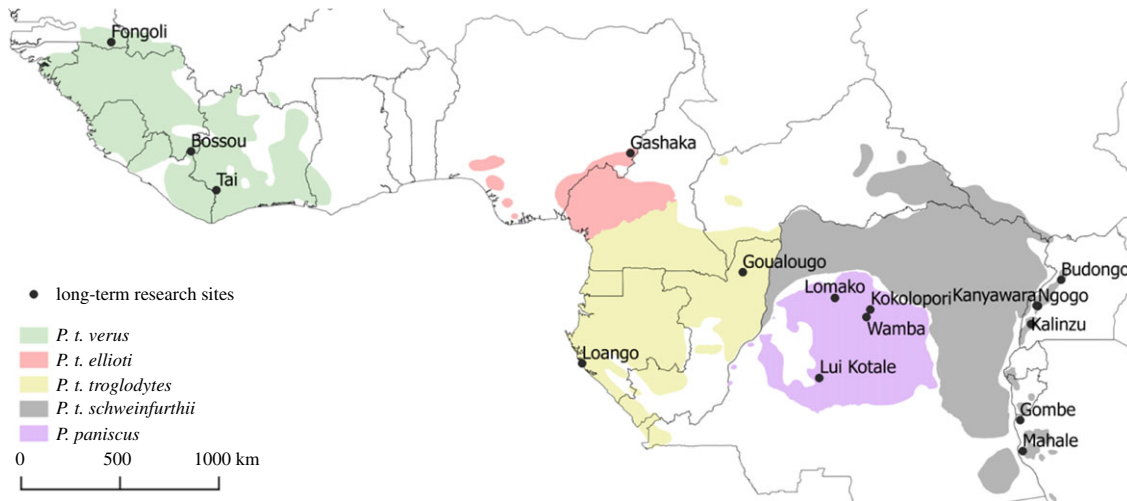 Fongoli
Bossou
Tai
Gashaka
Goualougo
Loango
Lomako
Kokolopori
Wamba
Lui Kotale
Kanyawara
Ngogo
Budongo
Kalinzu
Gombe
Mahale
long-term research sites
P. t. verus
P. t. ellioti
P. t. troglodytes
P. t. schweinfurthii
P. paniscus
0 500 1000 km